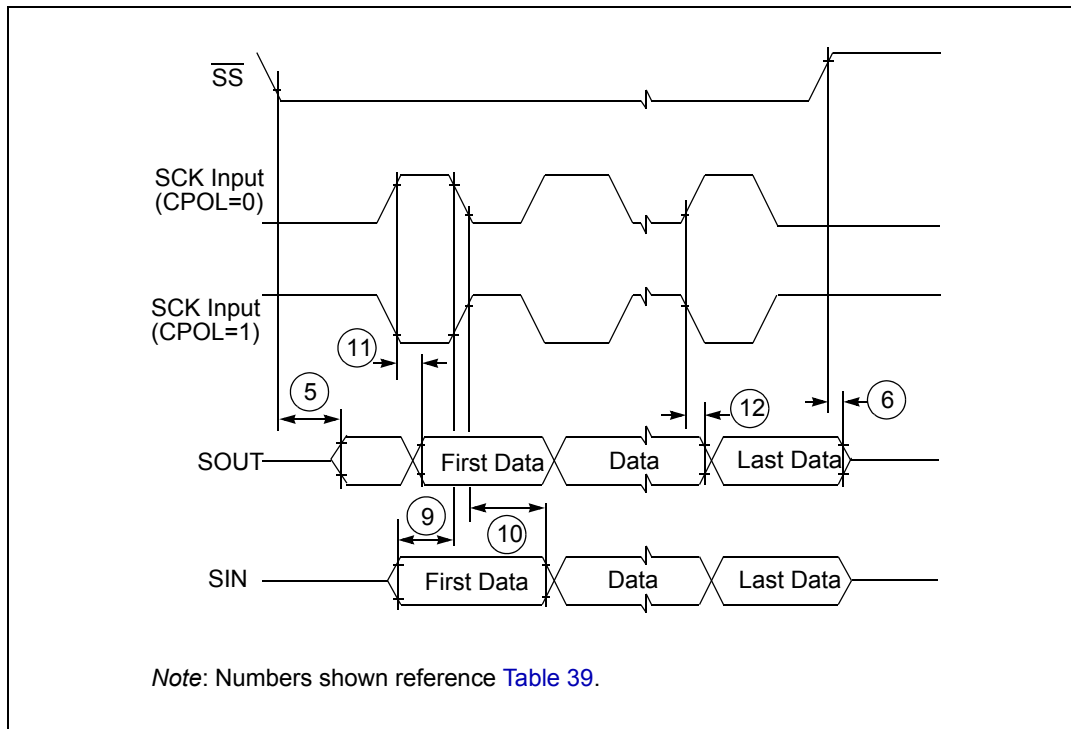 SS
SCK Input
(CPOL=0)
SCK Input
(CPOL=1)
11
5
12
6
SOUT
First Data
Data
Last Data
9
10
SIN
First Data
Data
Last Data
Note: Numbers shown reference Table 39.